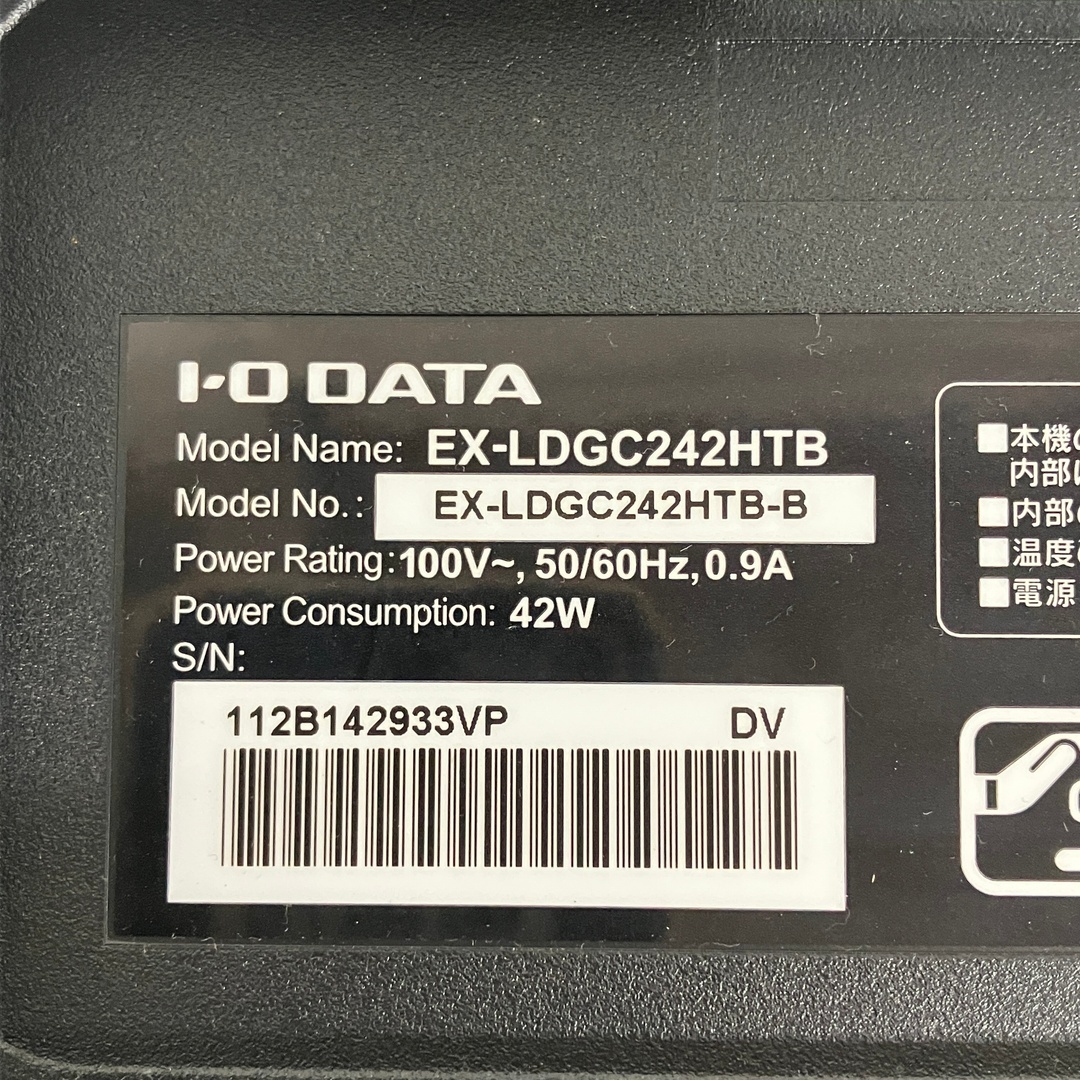 I-O DATA
Model Name: EX-LDGC242HTB
Model No.: EX-LDGC242HTB-B
Power Rating: 100V~, 50/60Hz, 0.9A
Power Consumption: 42W
S/N:
112B142933VP DV
■本機
内部
■内部
■温度
■電源